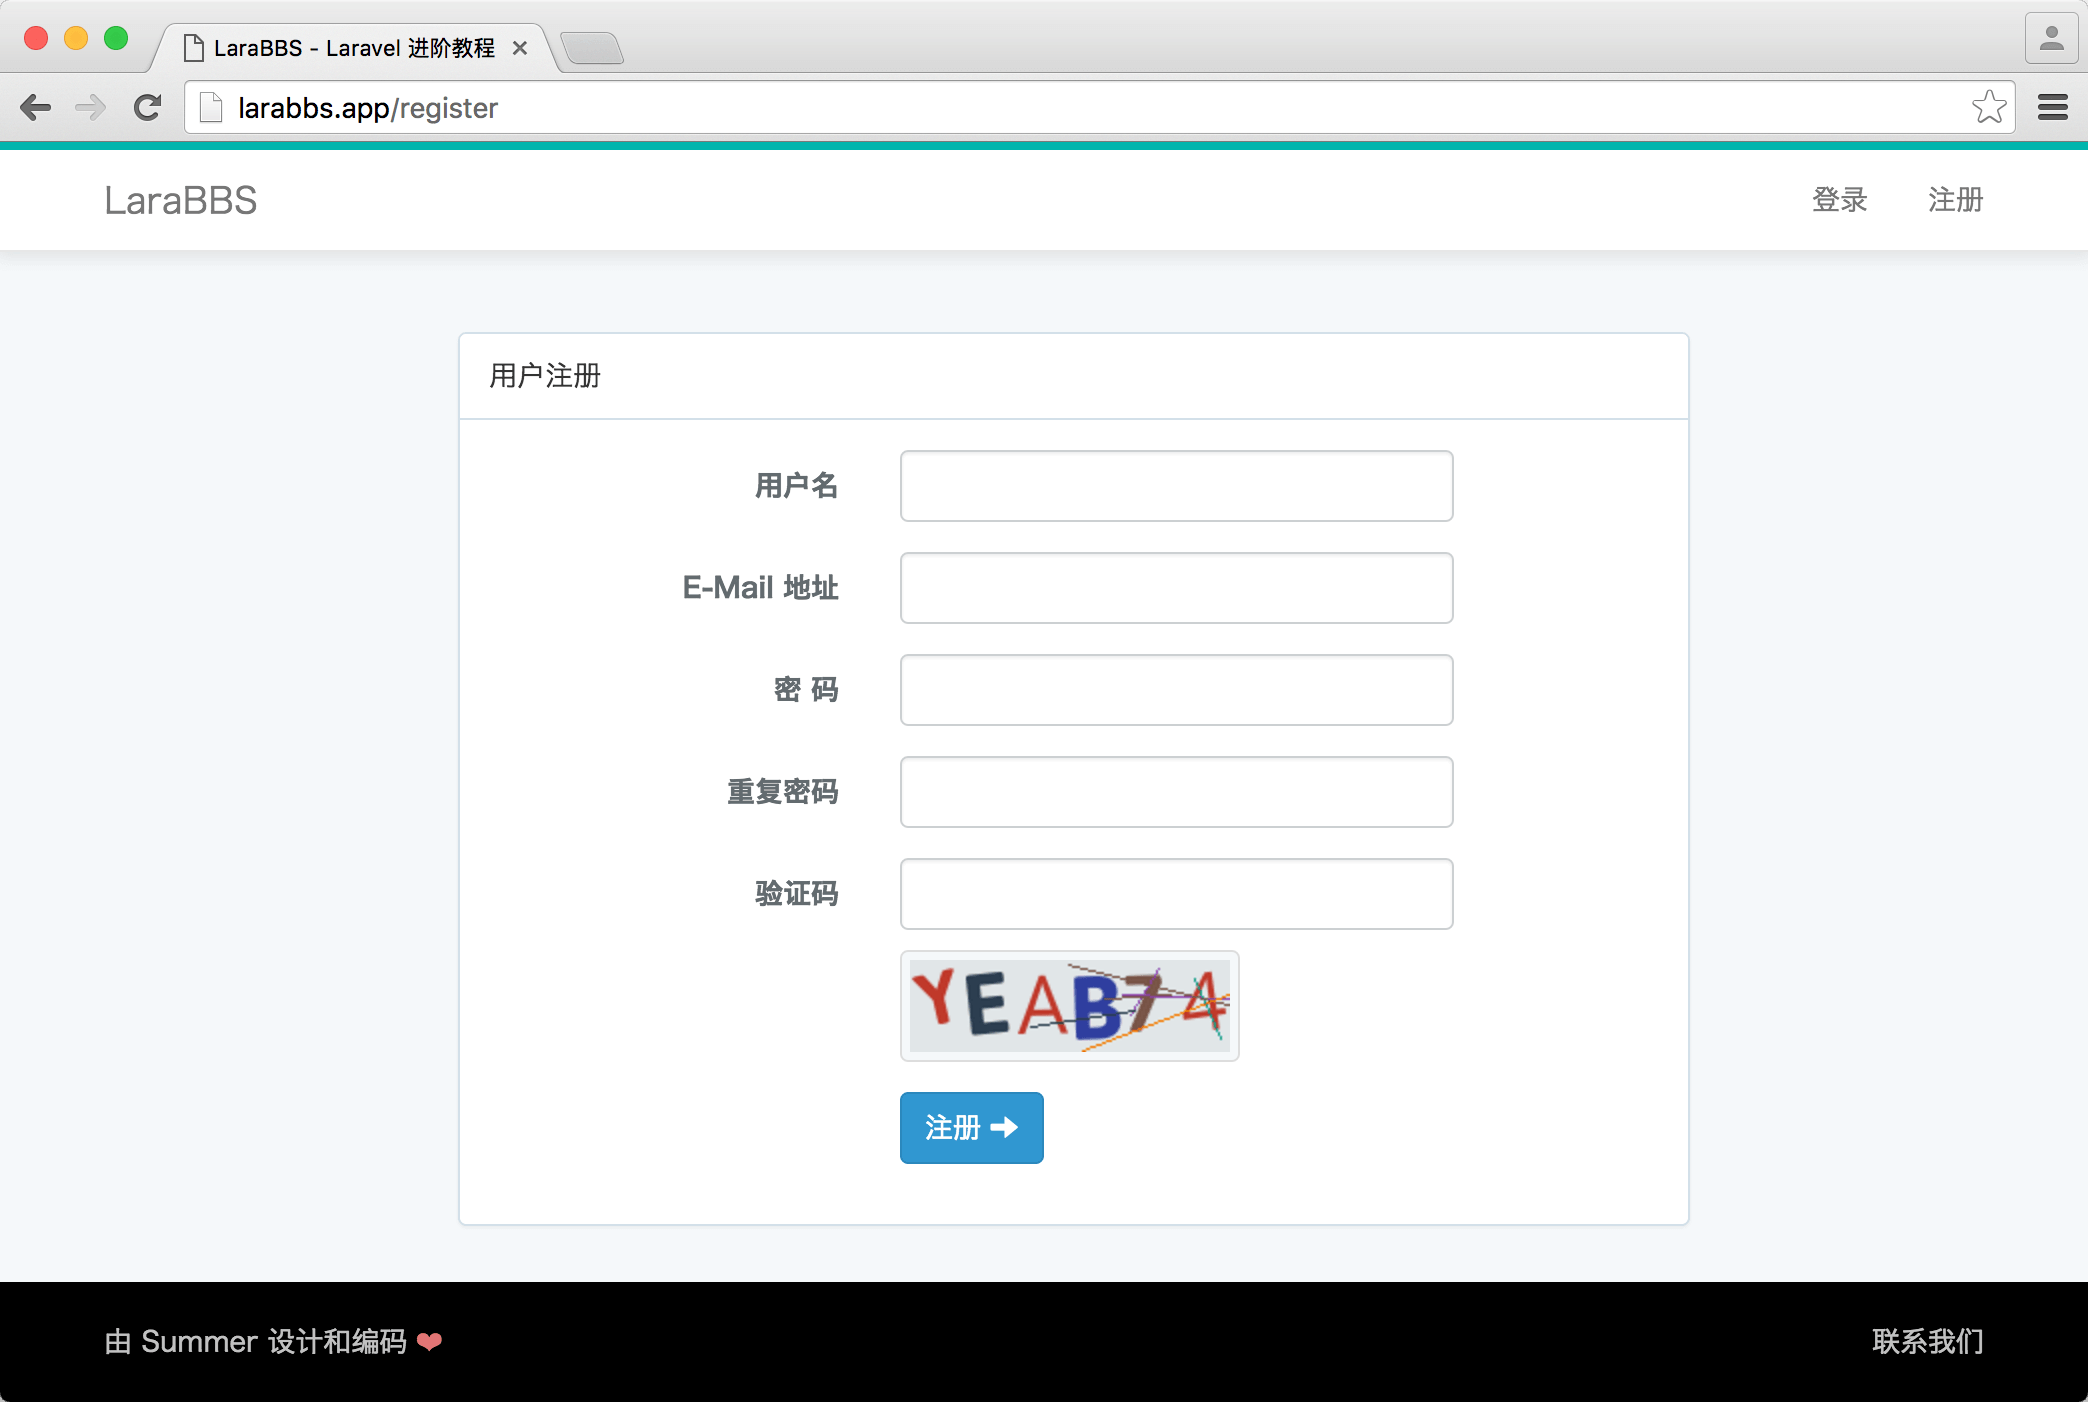 LaraBBS - Laravel 进阶教程
larabbs.app/register
LaraBBS
登录
注册
用户注册
用户名
E-Mail 地址
密 码
重复密码
验证码
YEAB74
注册
由 Summer 设计和编码 ❤
联系我们